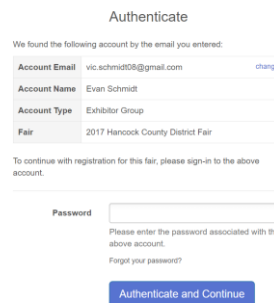 Authenticate
We found the following account by the email you entered:
Account Email vic.schmidt08@gmail.com chang
Account Name Evan Schmidt
Account Type Exhibitor Group
Fair 2017 Hancock County District Fair
To continue with registration for this fair, please sign-in to the above
account.
Password
Please enter the password associated with th
above account.
Forgot your password?
Authenticate and Continue